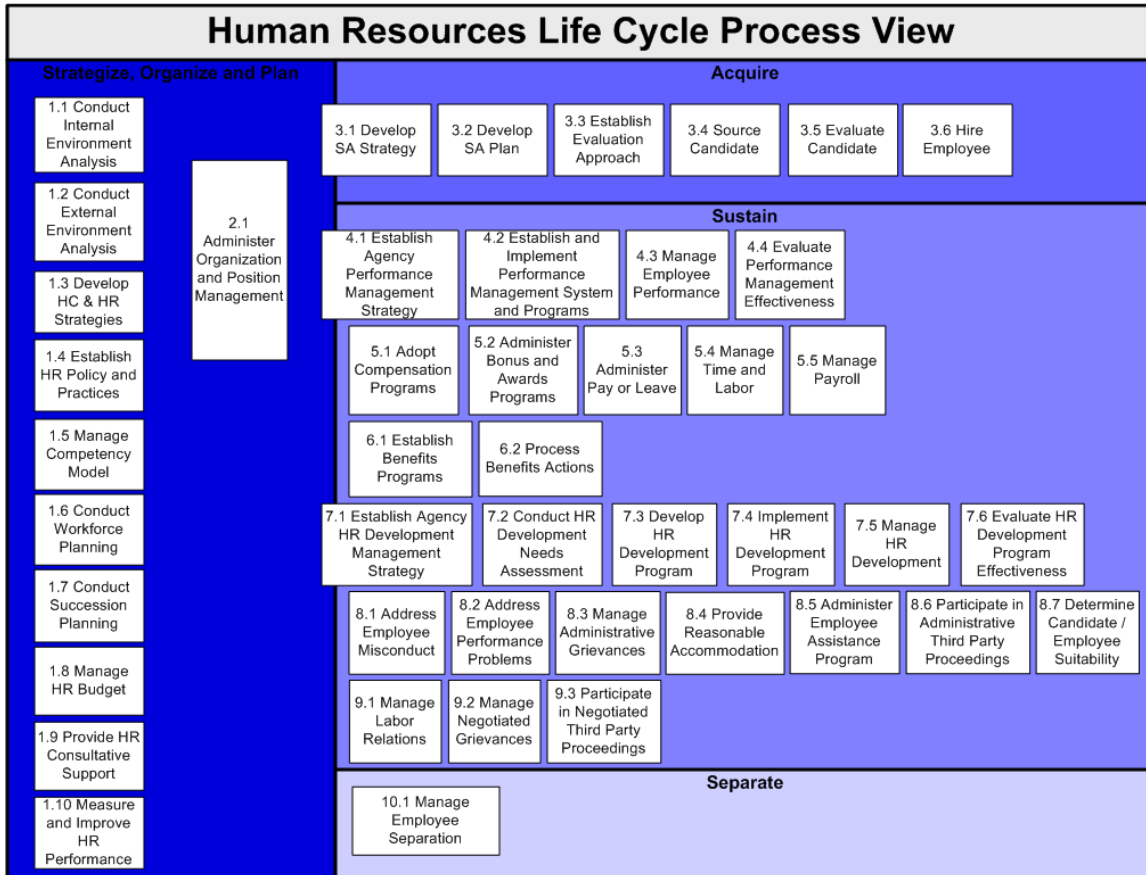 Human Resources Life Cycle Process View
Strategize, Organize and Plan
1.1 Conduct
Internal
Environment
Analysis
1.2 Conduct
External
Environment
Analysis
1.3 Develop
HC & HR
Strategies
1.4 Establish
HR Policy and
Practices
1.5 Manage
Competency
Model
1.6 Conduct
Workforce
Planning
1.7 Conduct
Succession
Planning
1.8 Manage
HR Budget
1.9 Provide HR
Consultative
Support
1.10 Measure
and Improve
HR
Performance
2.1
Administer
Organization
and Position
Management
Acquire
3.1 Develop
SA Strategy
3.2 Develop
SA Plan
3.3 Establish
Evaluation
Approach
3.4 Source
Candidate
3.5 Evaluate
Candidate
3.6 Hire
Employee
Sustain
4.1 Establish
Agency
Performance
Management
Strategy
4.2 Establish and
Implement
Performance
Management System
and Programs
4.3 Manage
Employee
Performance
4.4 Evaluate
Performance
Management
Effectiveness
5.1 Adopt
Compensation
Programs
5.2 Administer
Bonus and
Awards
Programs
5.3
Administer
Pay or Leave
5.4 Manage
Time and
Labor
5.5 Manage
Payroll
6.1 Establish
Benefits
Programs
6.2 Process
Benefits Actions
7.1 Establish Agency
HR Development
Management
Strategy
7.2 Conduct HR
Development
Needs
Assessment
7.3 Develop
HR
Development
Program
7.4 Implement
HR
Development
Program
7.5 Manage
HR
Development
7.6 Evaluate HR
Development
Program
Effectiveness
8.1 Address
Employee
Misconduct
8.2 Address
Employee
Performance
Problems
8.3 Manage
Administrative
Grievances
8.4 Provide
Reasonable
Accommodation
8.5 Administer
Employee
Assistance
Program
8.6 Participate in
Administrative
Third Party
Proceedings
8.7 Determine
Candidate /
Employee
Suitability
9.1 Manage
Labor
Relations
9.2 Manage
Negotiated
Grievances
9.3 Participate
in Negotiated
Third Party
Proceedings
Separate
10.1 Manage
Employee
Separation